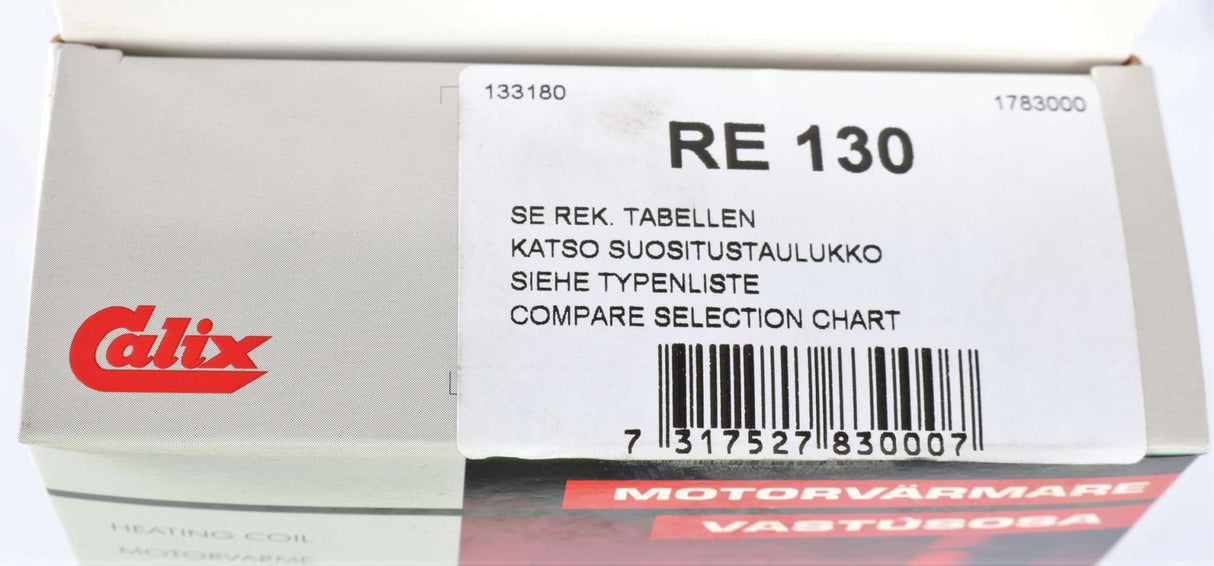 133180
1783000
RE 130
SE REK. TABELLEN
KATSO SUOSITUSTAULUKKO
SIEHE TYPENLISTE
COMPARE SELECTION CHART
Calix
7 317527 830007
MOTORVÄRMARE
VASTUSOSA
HEATING COIL
MOTORVARME